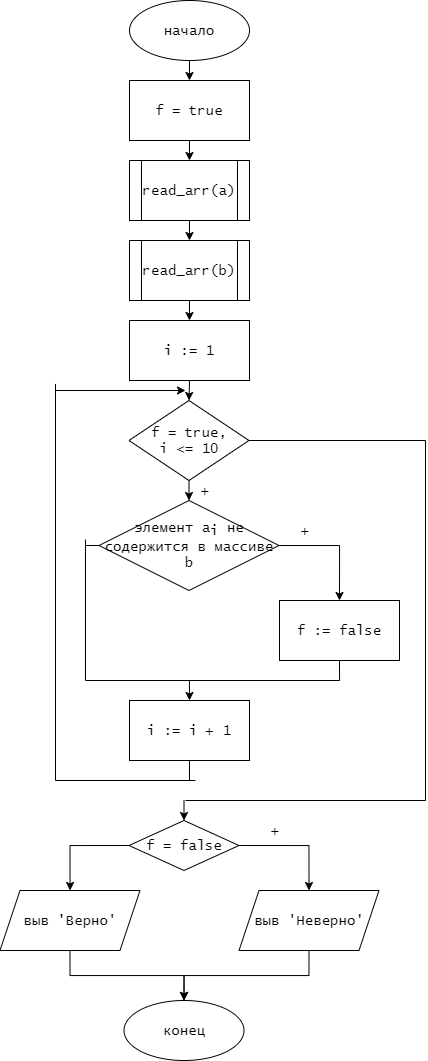 начало
f = true
read_arr(a)
read_arr(b)
i := 1
f = true,
i <= 10
+
элемент aᵢ не
содержится в массиве
b
+
f := false
i := i + 1
f = false
+
выв 'Верно'
выв 'Неверно'
конец